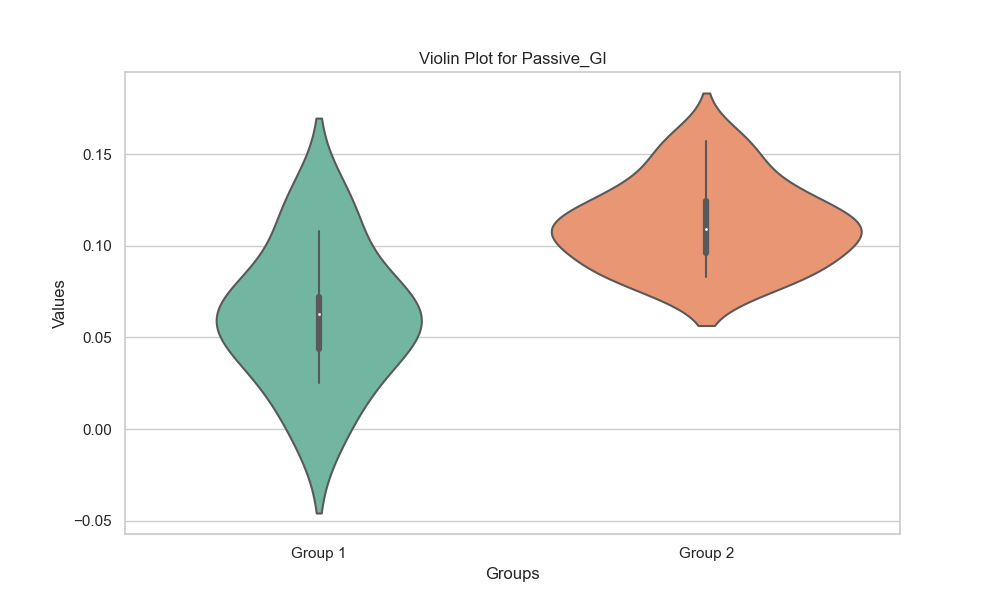 Violin Plot for Passive_GI
Values
0.15
0.10
0.05
0.00
−0.05
Group 1
Group 2
Groups